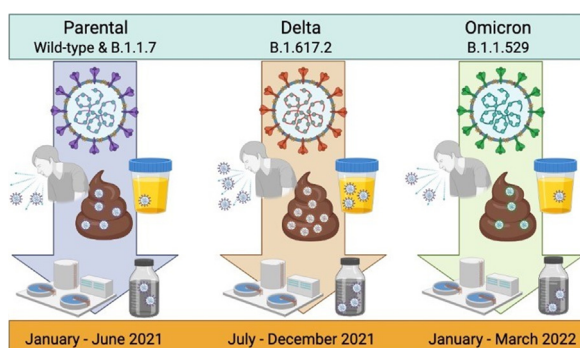 Parental
Wild-type & B.1.1.7
Delta
B.1.617.2
Omicron
B.1.1.529
January - June 2021
July - December 2021
January - March 2022